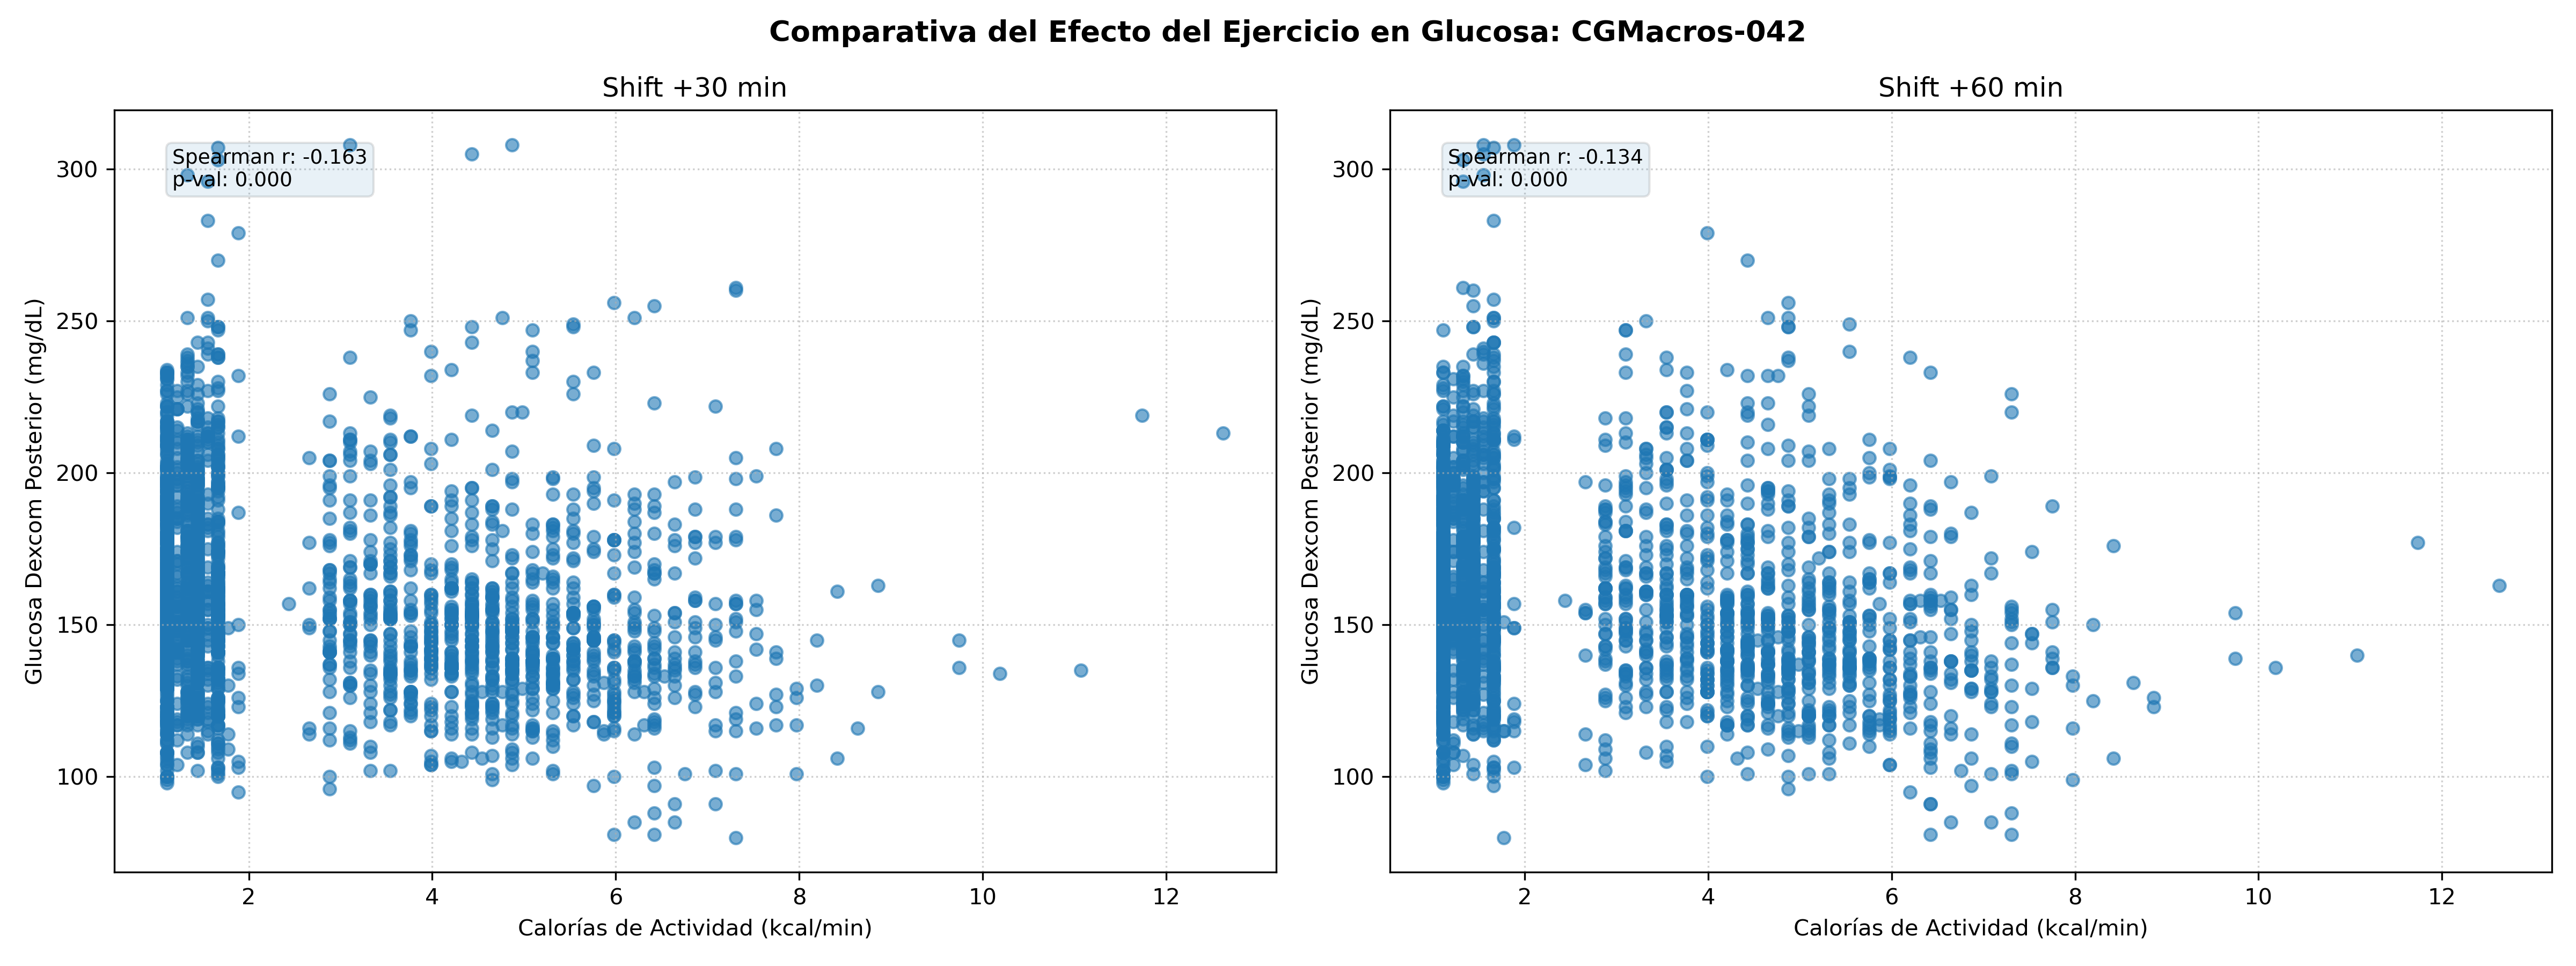 Comparativa del Efecto del Ejercicio en Glucosa: CGMacros-042
Shift +30 min
Spearman r: -0.163
p-val: 0.000
300
250
200
150
100
Glucosa Dexcom Posterior (mg/dL)
2 4 6 8 10 12
Calorías de Actividad (kcal/min)
Shift +60 min
Spearman r: -0.134
p-val: 0.000
300
250
200
150
100
Glucosa Dexcom Posterior (mg/dL)
2 4 6 8 10 12
Calorías de Actividad (kcal/min)